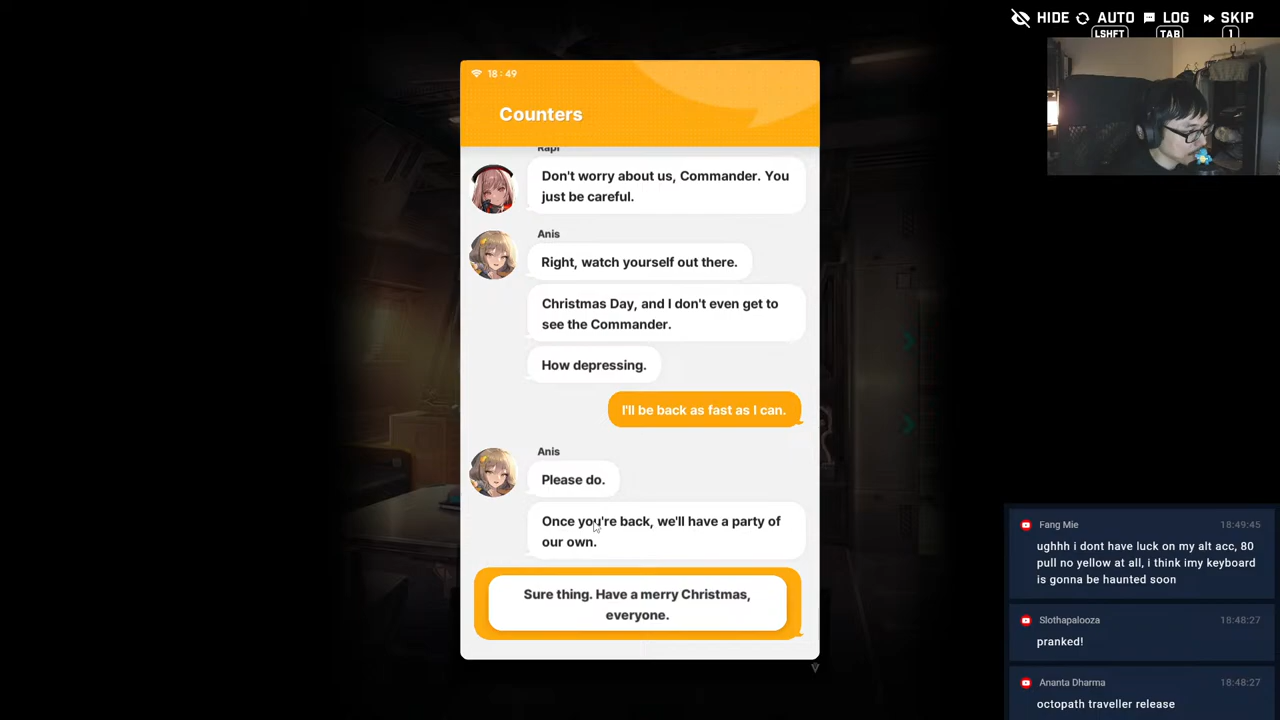 HIDE AUTO LOG SKIP
LSHFT TAB 1
18:49
Counters
Rapi
Don't worry about us, Commander. You
just be careful.
Anis
Right, watch yourself out there.
Christmas Day, and I don't even get to
see the Commander.
How depressing.
I'll be back as fast as I can.
Anis
Please do.
Once you're back, we'll have a party of
our own.
Sure thing. Have a merry Christmas,
everyone.
Fang Mie 18:49:45
ughhh i dont have luck on my alt acc, 80
pull no yellow at all, i think imy keyboard
is gonna be haunted soon
Slothapalooza 18:48:27
pranked!
Ananta Dharma 18:48:27
octopath traveller release